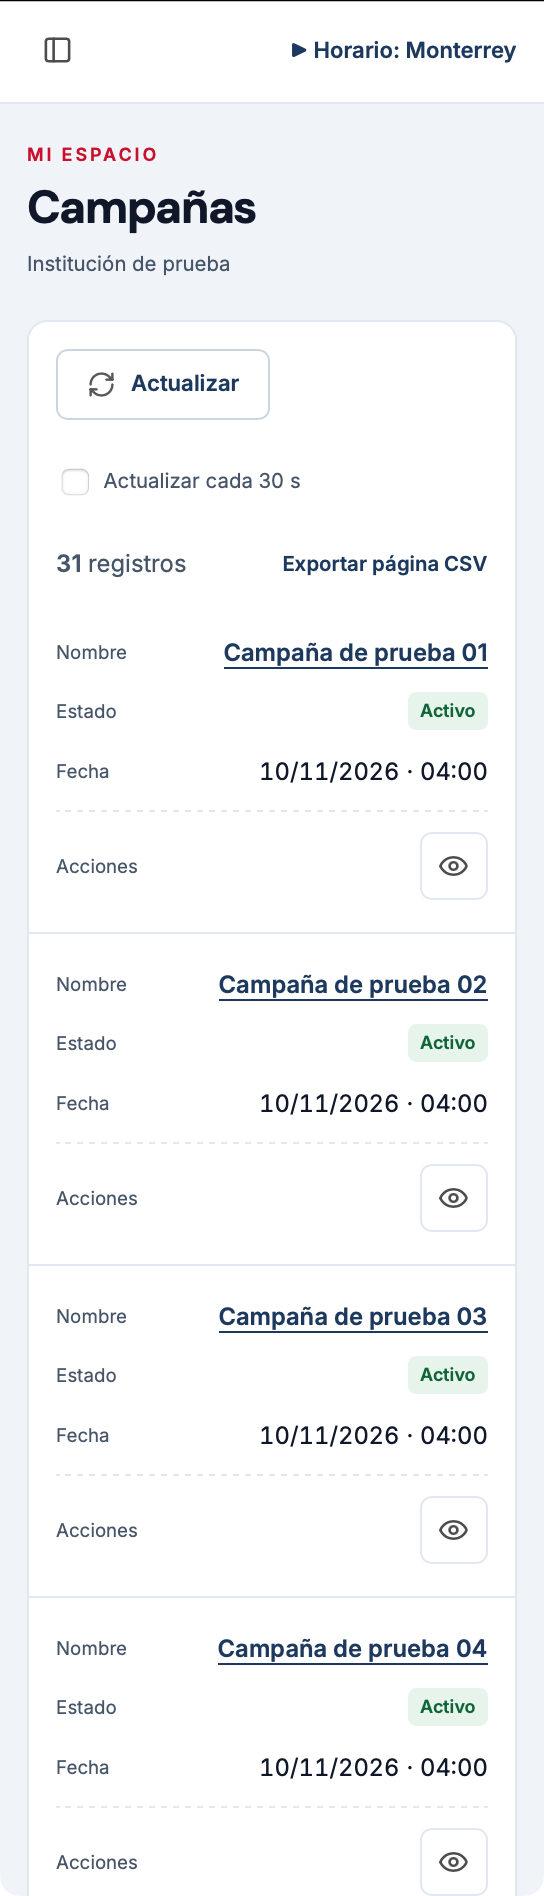 Horario: Monterrey
MI ESPACIO
Campañas
Institución de prueba
Actualizar
Actualizar cada 30 s
31 registros Exportar página CSV
Nombre Campaña de prueba 01
Estado Activo
Fecha 10/11/2026 · 04:00
Acciones
Nombre Campaña de prueba 02
Estado Activo
Fecha 10/11/2026 · 04:00
Acciones
Nombre Campaña de prueba 03
Estado Activo
Fecha 10/11/2026 · 04:00
Acciones
Nombre Campaña de prueba 04
Estado Activo
Fecha 10/11/2026 · 04:00
Acciones